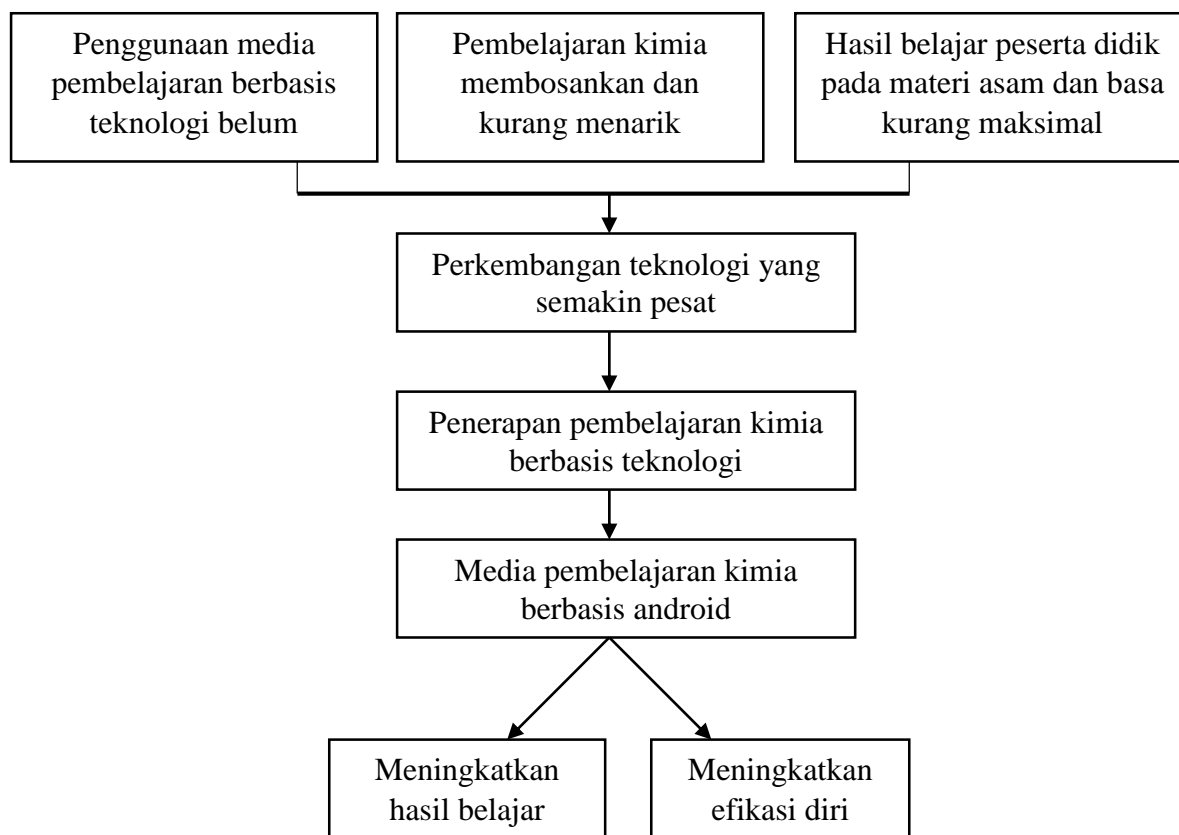 Penggunaan media
pembelajaran berbasis
teknologi belum
Pembelajaran kimia
membosankan dan
kurang menarik
Hasil belajar peserta didik
pada materi asam dan basa
kurang maksimal
Perkembangan teknologi yang
semakin pesat
Penerapan pembelajaran kimia
berbasis teknologi
Media pembelajaran kimia
berbasis android
Meningkatkan
hasil belajar
Meningkatkan
efikasi diri